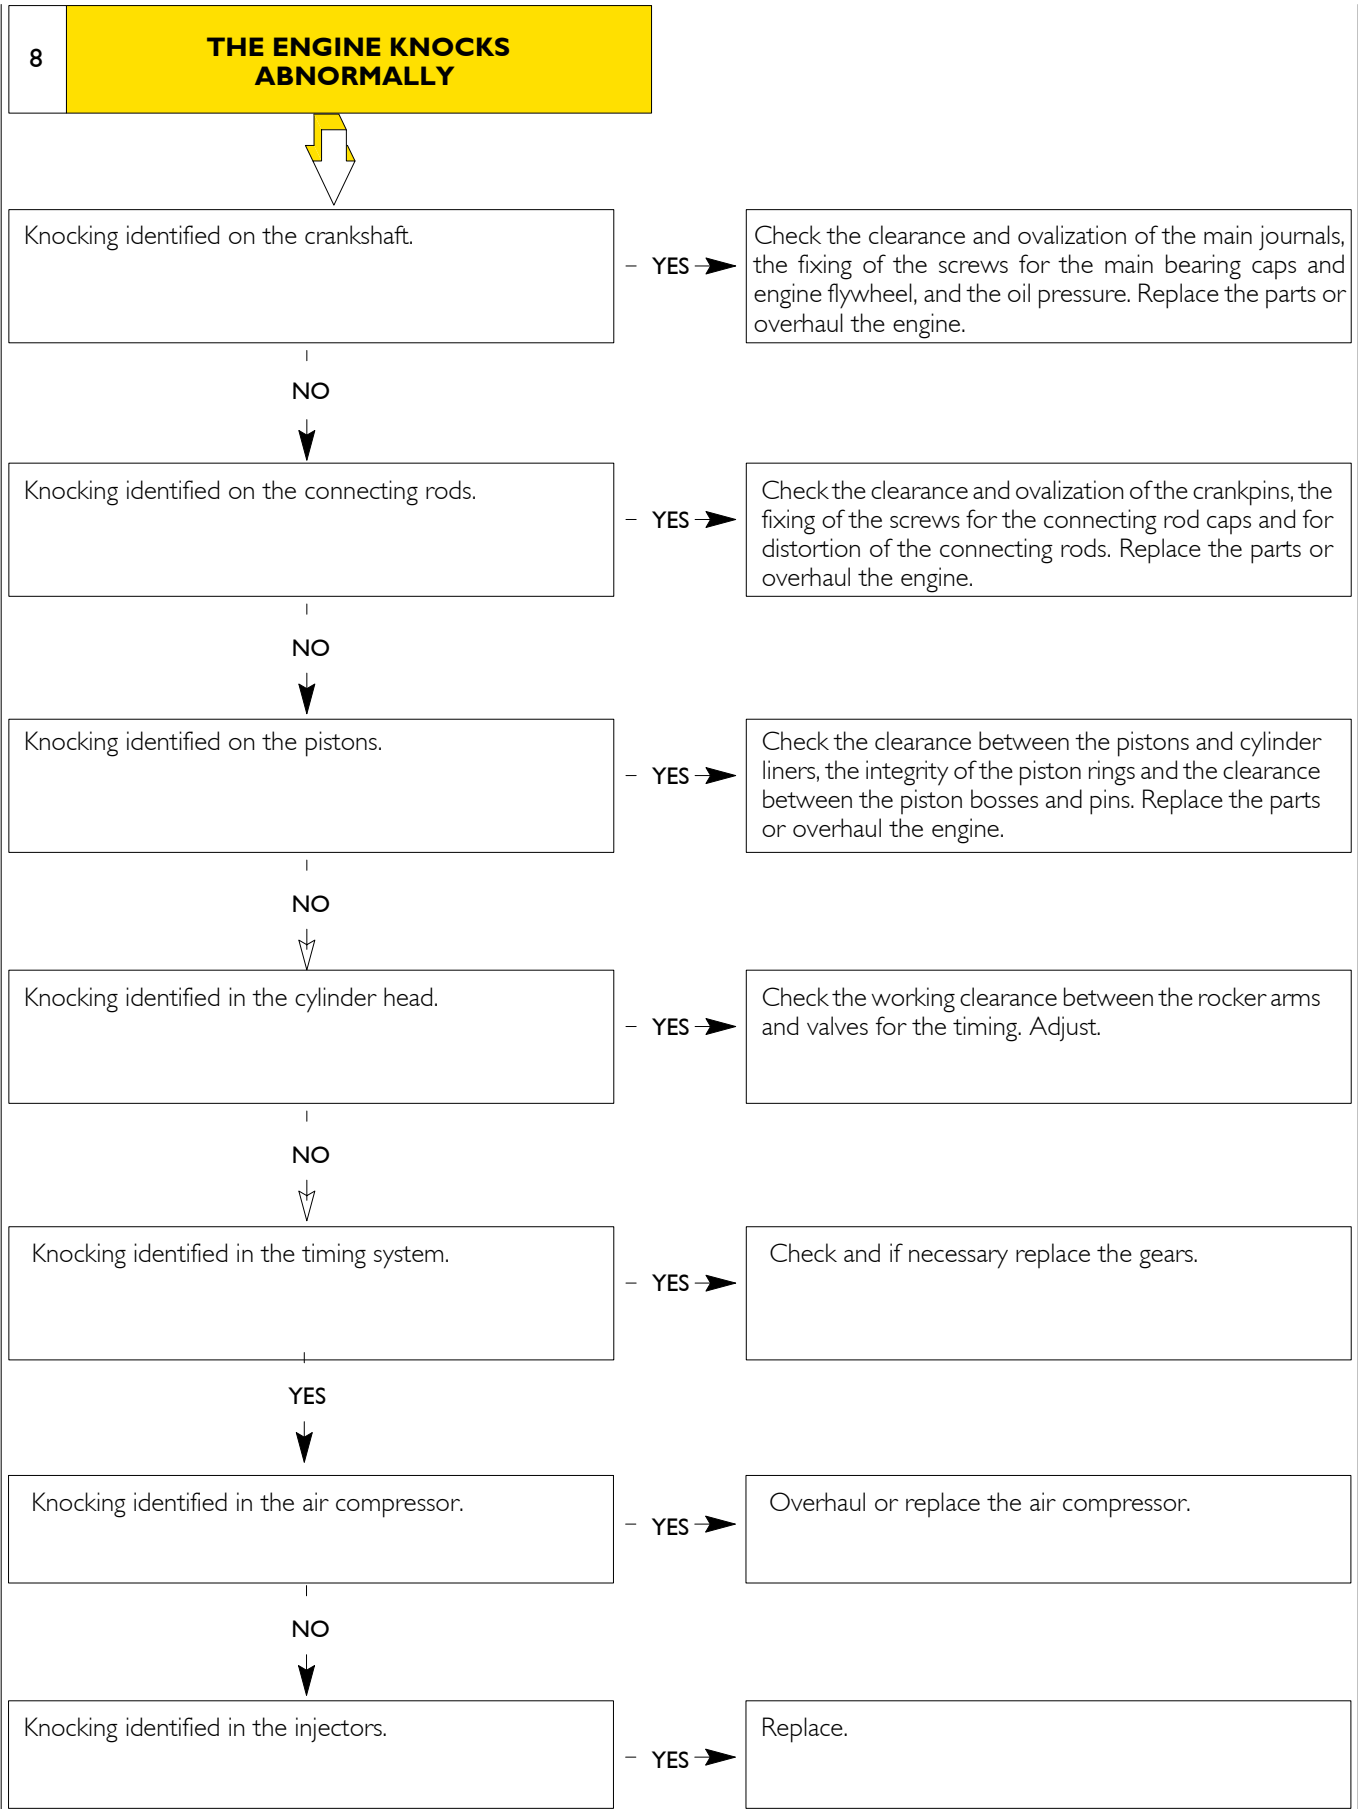 8
THE ENGINE KNOCKS
ABNORMALLY
Knocking identified on the crankshaft.
YES
Check the clearance and ovalization of the main journals,
the fixing of the screws for the main bearing caps and
engine flywheel, and the oil pressure. Replace the parts or
overhaul the engine.
NO
Knocking identified on the connecting rods.
YES
Check the clearance and ovalization of the crankpins, the
fixing of the screws for the connecting rod caps and for
distortion of the connecting rods. Replace the parts or
overhaul the engine.
NO
Knocking identified on the pistons.
YES
Check the clearance between the pistons and cylinder
liners, the integrity of the piston rings and the clearance
between the piston bosses and pins. Replace the parts
or overhaul the engine.
NO
Knocking identified in the cylinder head.
YES
Check the working clearance between the rocker arms
and valves for the timing. Adjust.
NO
Knocking identified in the timing system.
YES
Check and if necessary replace the gears.
YES
Knocking identified in the air compressor.
YES
Overhaul or replace the air compressor.
NO
Knocking identified in the injectors.
YES
Replace.